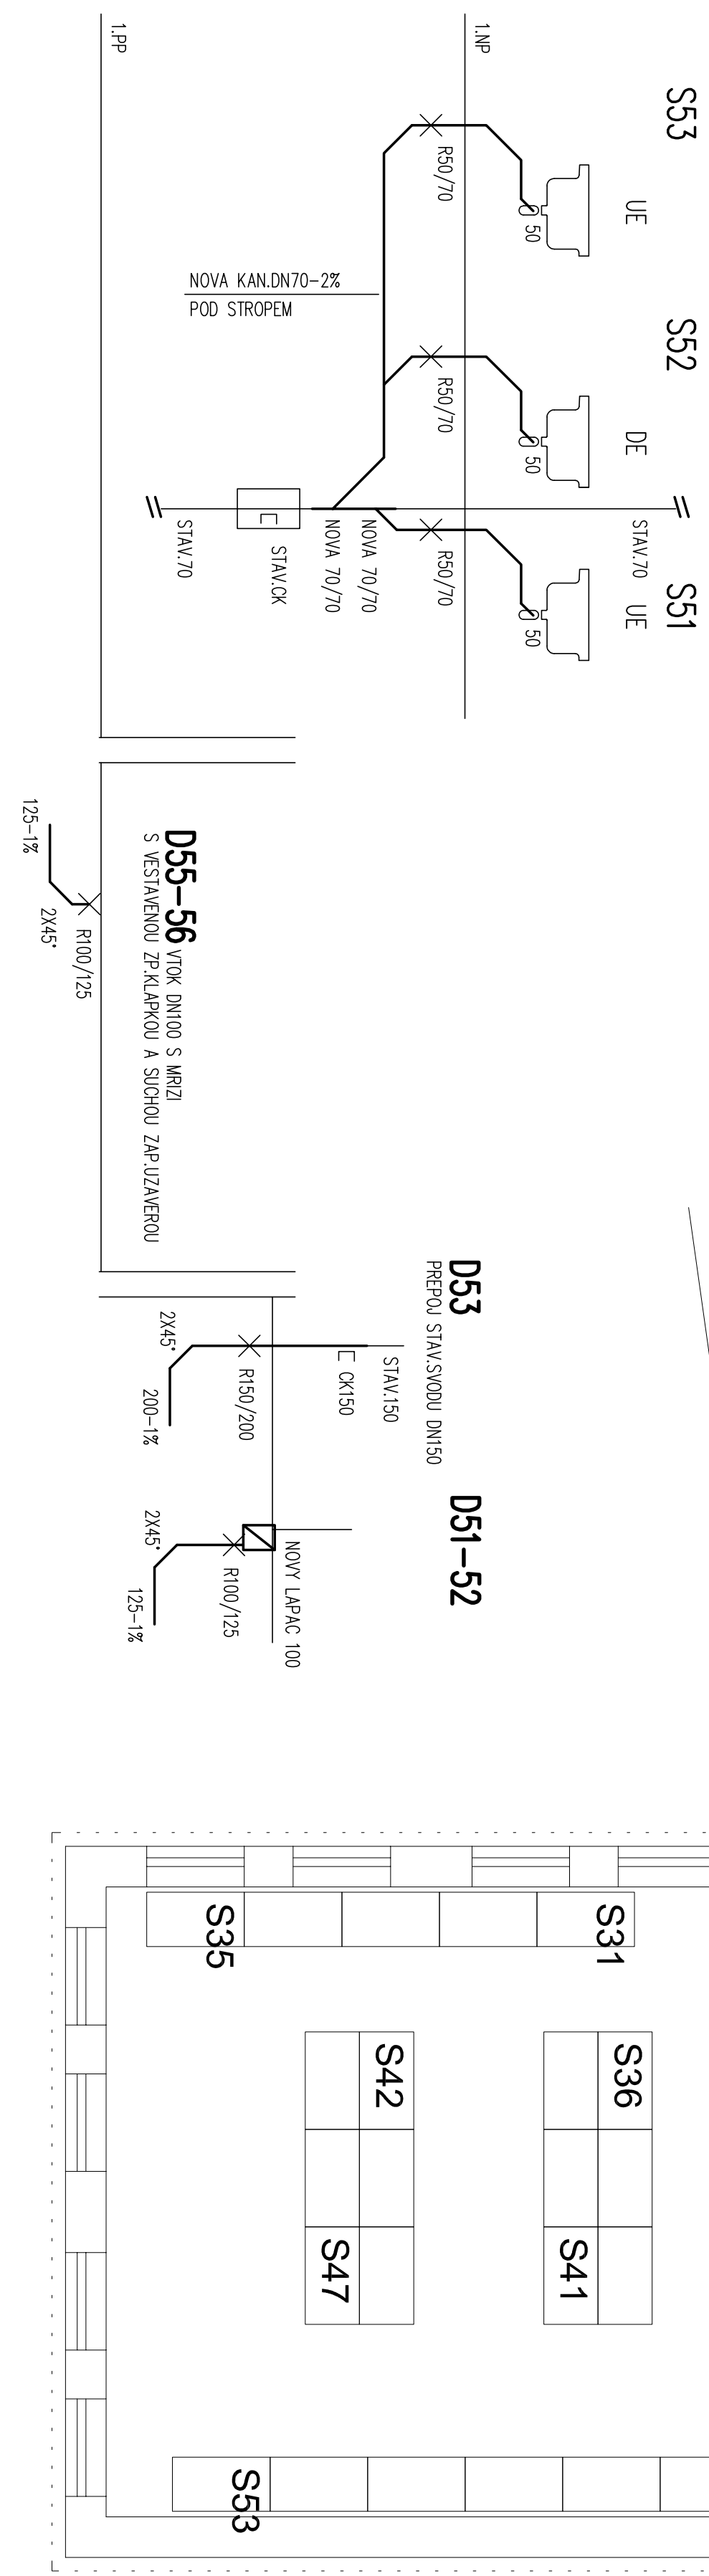 S53
UE
50
R50/70
1.NP
1.PP
NOVA KAN.DN70-2%
POD STROPEM
S52
DE
50
R50/70
S51
UE
STAV.70
50
R50/70
NOVA 70/70
NOVA 70/70
STAV.CK
STAV.70
D55-56 VTOK DN100 S MRIZI
S VESTAVENOU ZP.KLAPKOU A SUCHOU ZAP.UZAVEROU
125-1%
2X45°
R100/125
D53
PREPOJ STAV.SVODU DN150
STAV.150
CK150
R150/200
2X45°
200-1%
D51-52
NOVY LAPAC 100
R100/125
2X45°
125-1%
S31
S35
S36
S42
S41
S47
S53